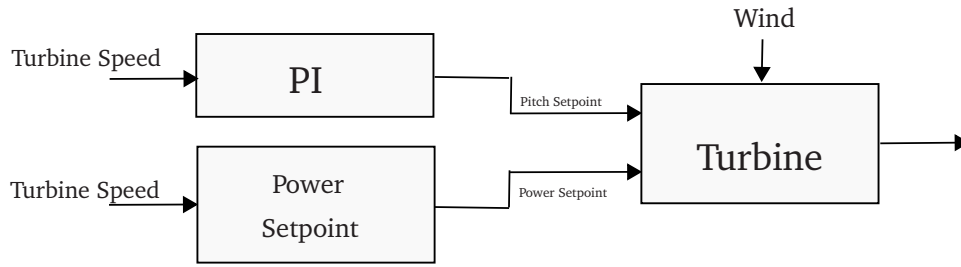 Wind
Turbine Speed
PI
Pitch Setpoint
Turbine
Turbine Speed
Power
Setpoint
Power Setpoint